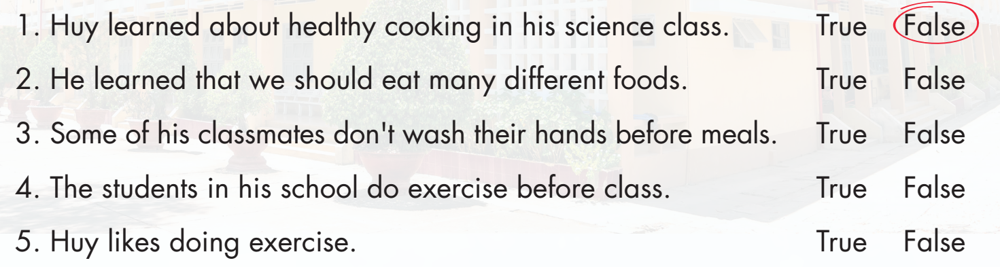 1. Huy learned about healthy cooking in his science class. True False
2. He learned that we should eat many different foods. True False
3. Some of his classmates don't wash their hands before meals. True False
4. The students in his school do exercise before class. True False
5. Huy likes doing exercise. True False